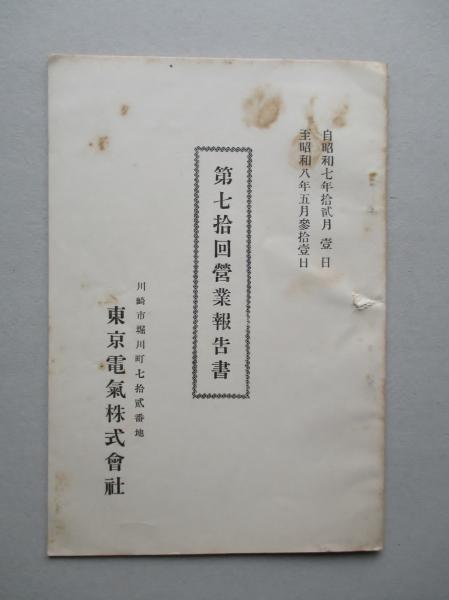 自昭和七年拾貳月壹日
至昭和八年五月參拾壹日
第七拾回營業報告書
川崎市堀川町七拾貳番地
東京電氣株式會社